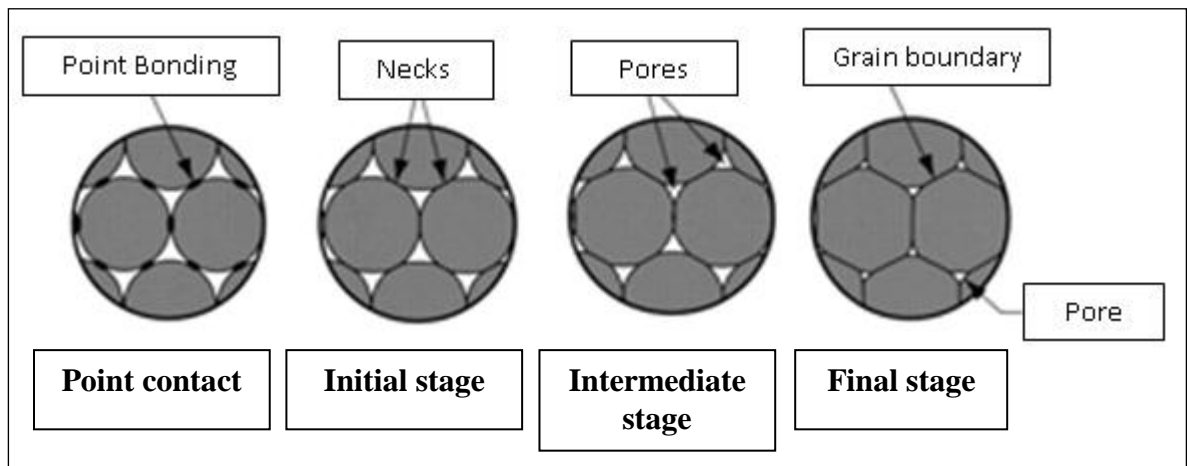 Point Bonding
Necks
Pores
Grain boundary
Pore
Point contact
Initial stage
Intermediate
stage
Final stage